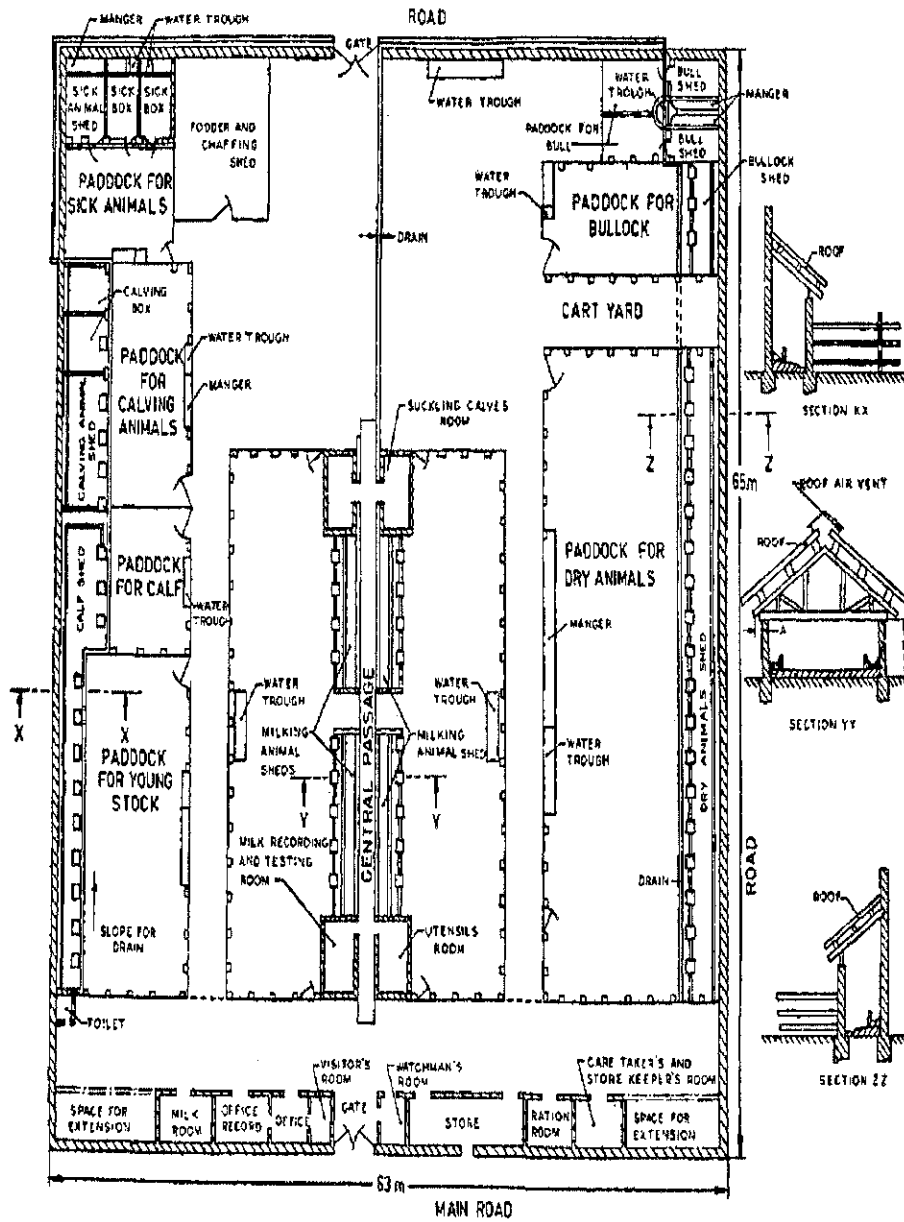 ROAD
MANGER
WATER TROUGH
GATE
SICK
ANIMAL
SHED
SICK
BOX
SICK
BOX
FODDER AND
CHAFFING
SHED
WATER TROUGH
WATER
TROUGH
BULL
SHED
MANGER
PADDOCK FOR
BULL
BULL
SHED
BULLOCK
SHED
PADDOCK FOR
SICK ANIMALS
WATER
TROUGH
PADDOCK FOR
BULLOCK
DRAIN
ROOF
CALVING
BOX
CART YARD
PADDOCK
FOR
CALVING
ANIMALS
WATER TROUGH
MANGER
SUCKLING CALVES
ROOM
SECTION XX
CALVING ANIMAL
SHED
Z
Z
65m
ROOF AIR VENT
ROOF
PADDOCK
FOR CALF
PADDOCK FOR
DRY ANIMALS
CALF SHED
WATER
TROUGH
MANGER
A
DRY ANIMALS SHED
X
X
WATER
TROUGH
WATER
TROUGH
SECTION YY
PADDOCK
FOR YOUNG
STOCK
MILKING
ANIMAL
SHEDS
CENTRAL PASSAGE
MILKING
ANIMAL SHED
WATER
TROUGH
Y
Y
MILK RECORDING
AND TESTING
ROOM
DRAIN
ROAD
ROOF
SLOPE FOR
DRAIN
UTENSILS
ROOM
TOILET
VISITOR'S
ROOM
WATCHMAN'S
ROOM
CARE TAKER'S AND
STORE KEEPER'S ROOM
SECTION ZZ
SPACE FOR
EXTENSION
MILK
ROOM
OFFICE
RECORD
OFFICE
GATE
STORE
RATION
ROOM
SPACE FOR
EXTENSION
63m
MAIN ROAD